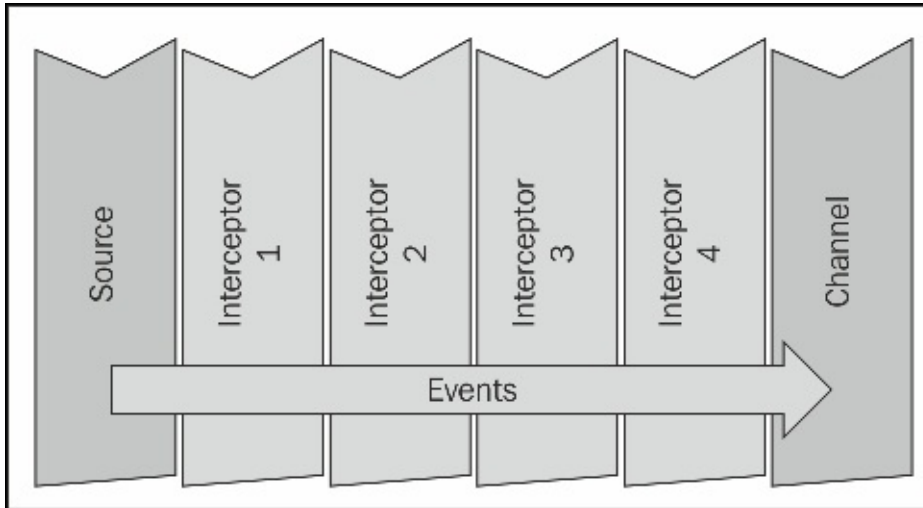 Source
Interceptor
1
Interceptor
2
Interceptor
3
Interceptor
4
Channel
Events